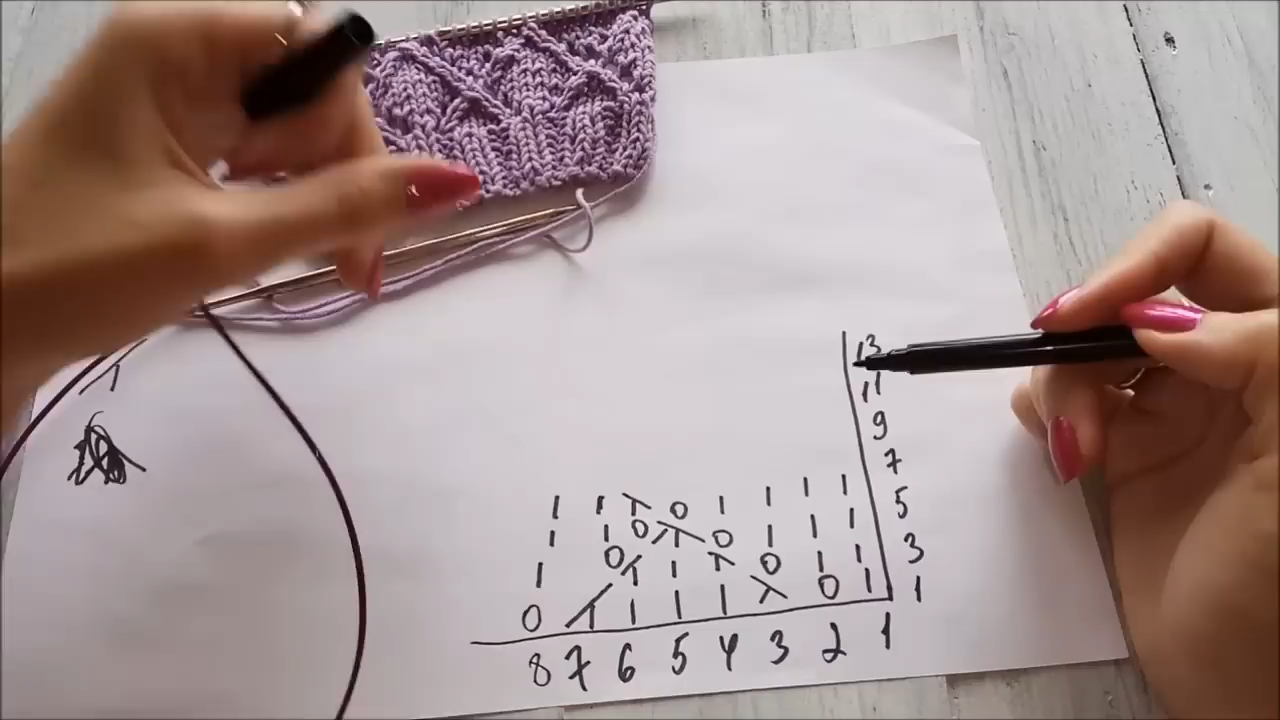 13
11
9
7
| | λ O | | | |
5
| | O ⅄ O | | |
3
| O ⅄ | λ O | |
1
O ⅄ | | | λ O |
8 7 6 5 4 3 2 1